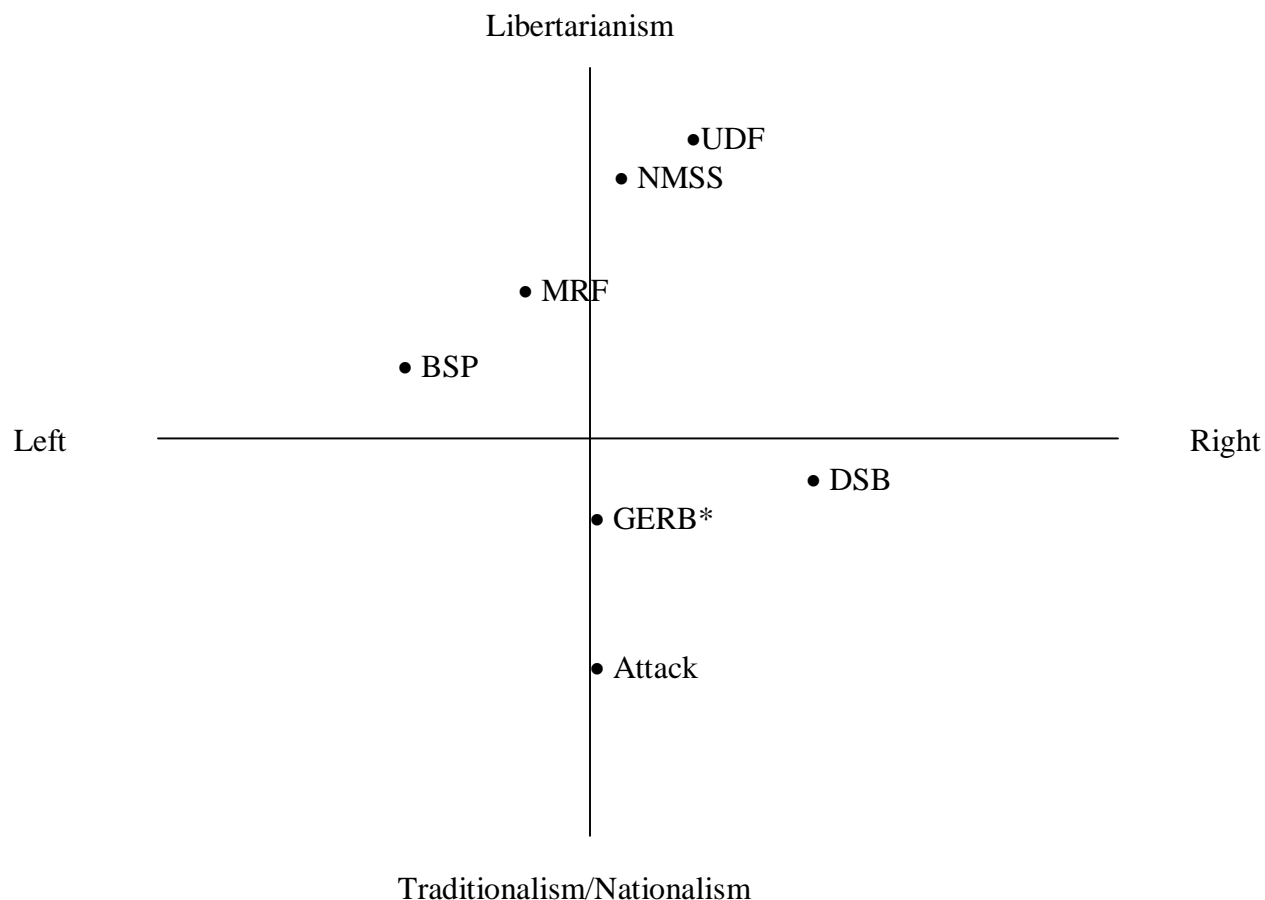 Libertarianism
•UDF
• NMSS
• MRF
• BSP
Left
Right
• DSB
• GERB*
• Attack
Traditionalism/Nationalism